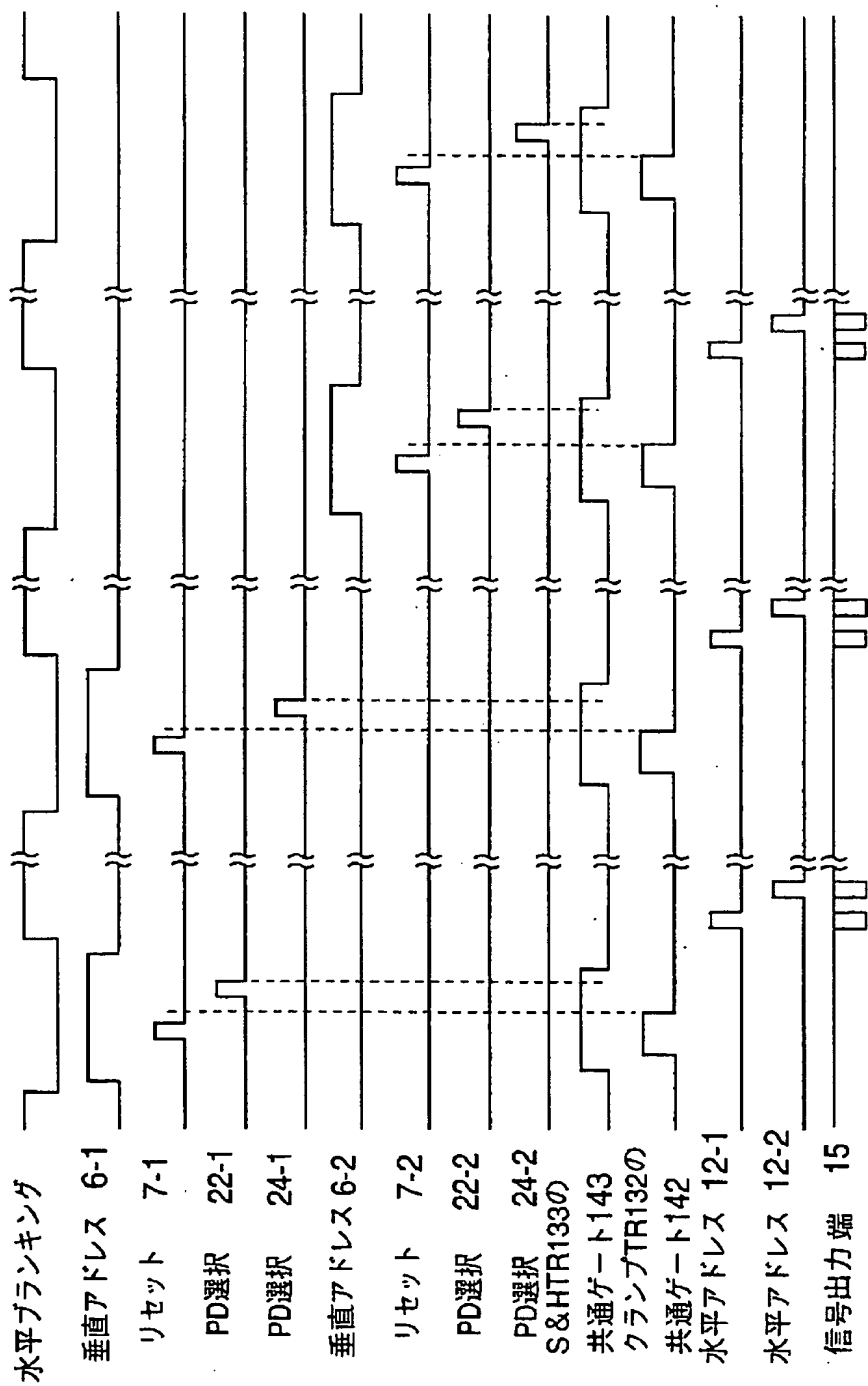 水平ブランキング
垂直アドレス 6-1
リセット 7-1
PD選択 22-1
PD選択 24-1
垂直アドレス 6-2
リセット 7-2
PD選択 22-2
PD選択 24-2
S&HTR133の
共通ゲート143
クランプTR132の
共通ゲート142
水平アドレス 12-1
水平アドレス 12-2
信号出力端 15